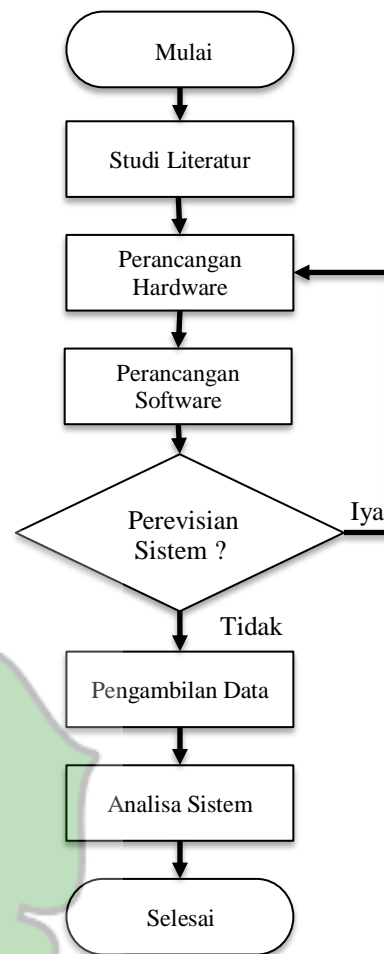 Mulai
Studi Literatur
Perancangan
Hardware
Perancangan
Software
Perevisian
Sistem ?
Iya
Tidak
Pengambilan Data
Analisa Sistem
Selesai